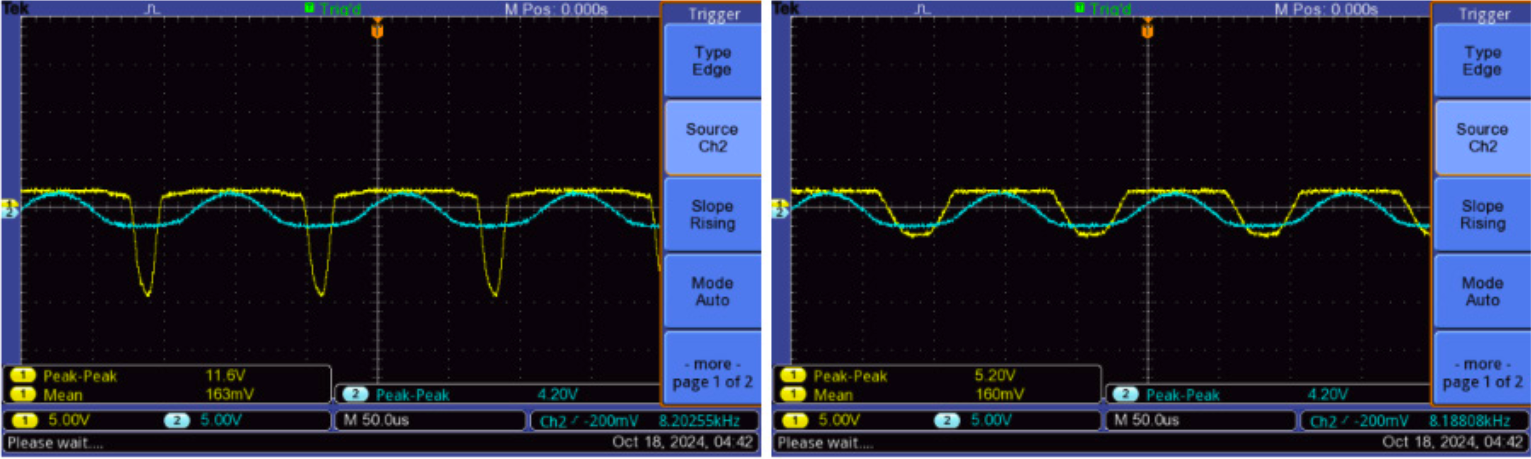 Tek
T Trig'd
M Pos: 0.000s
Trigger
Type
Edge
Source
Ch2
Slope
Rising
Mode
Auto
- more -
page 1 of 2
1
2
1 Peak-Peak 11.6V
1 Mean 163mV
2 Peak-Peak 4.20V
1 5.00V 2 5.00V M 50.0us Ch2 -200mV 8.20255kHz
Please wait.... Oct 18, 2024, 04:42
Tek
T Trig'd
M Pos: 0.000s
Trigger
Type
Edge
Source
Ch2
Slope
Rising
Mode
Auto
- more -
page 1 of 2
1
2
1 Peak-Peak 5.20V
1 Mean 160mV
2 Peak-Peak 4.20V
1 5.00V 2 5.00V M 50.0us Ch2 -200mV 8.18808kHz
Please wait.... Oct 18, 2024, 04:42